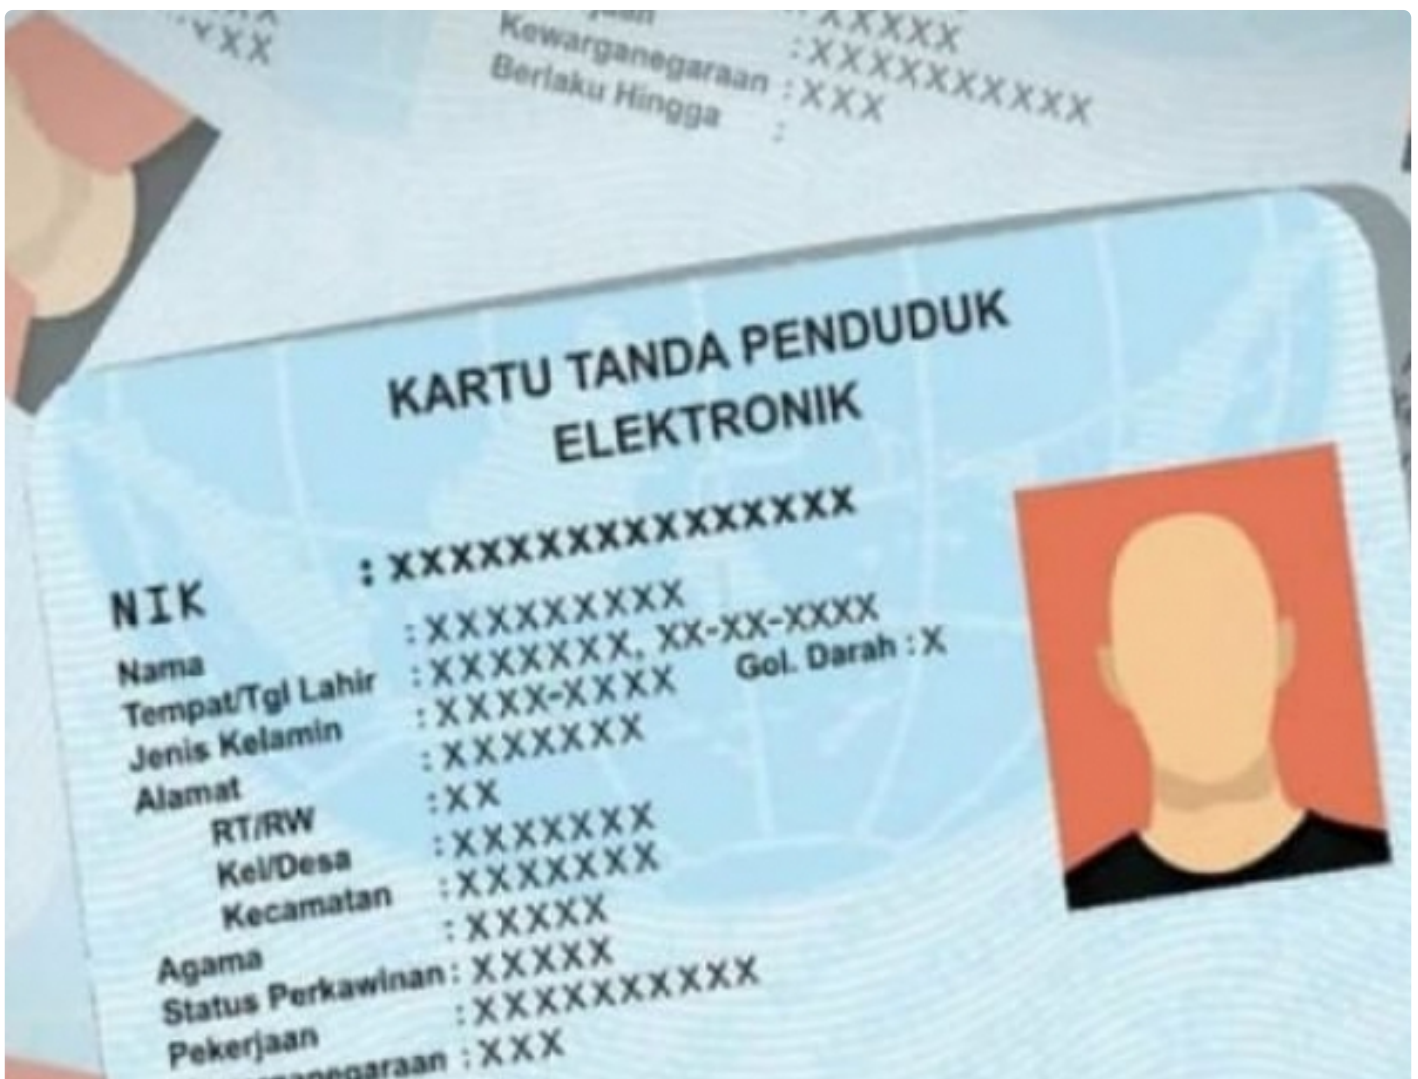 Kewarganegaraan : XXX
Berlaku Hingga :
KARTU TANDA PENDUDUK
ELEKTRONIK
NIK : XXXXXXXXXXXXXXXX
Nama : XXXXXXXXX
Tempat/Tgl Lahir : XXXXXXX, XX-XX-XXXX
Jenis Kelamin : XXXX-XXXX Gol. Darah : X
Alamat : XXXXXXX
RT/RW : XX
Kel/Desa : XXXXXXX
Kecamatan : XXXXXXX
Agama : XXXXX
Status Perkawinan : XXXXX
Pekerjaan : XXXXXXXXXX
: XXX